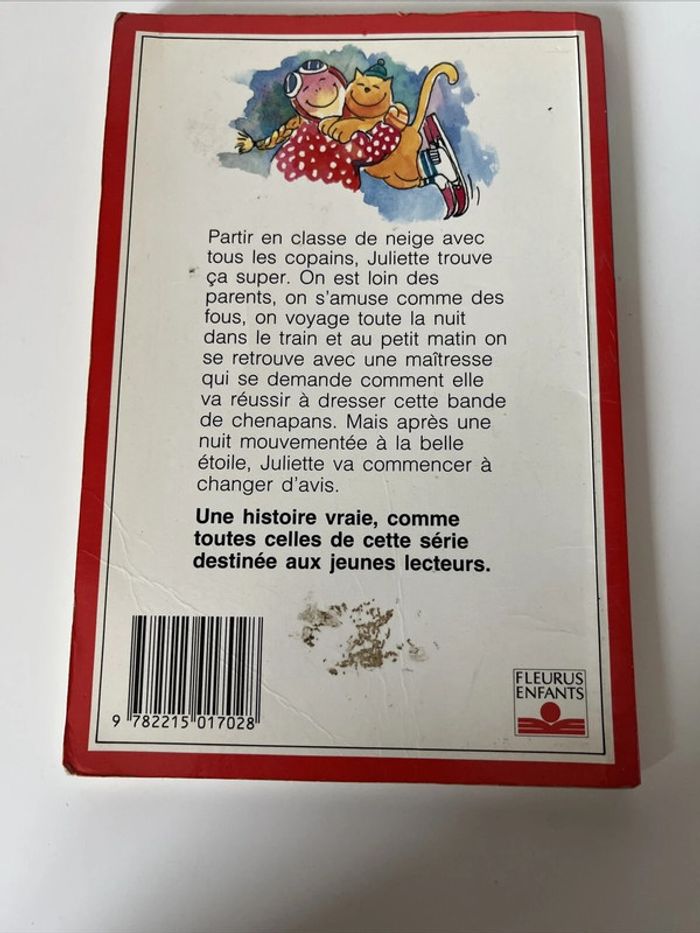 Partir en classe de neige avec
tous les copains, Juliette trouve
ça super. On est loin des
parents, on s'amuse comme des
fous, on voyage toute la nuit
dans le train et au petit matin on
se retrouve avec une maîtresse
qui se demande comment elle
va réussir à dresser cette bande
de chenapans. Mais après une
nuit mouvementée à la belle
étoile, Juliette va commencer à
changer d'avis.
Une histoire vraie, comme
toutes celles de cette série
destinée aux jeunes lecteurs.
9 782215 017028
FLEURUS
ENFANTS